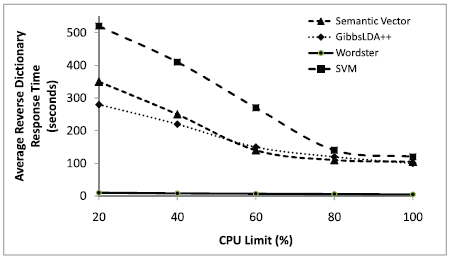 Average Reverse Dictionary
Response Time
(seconds)
500
400
300
200
100
0
Semantic Vector
GibbsLDA++
Wordster
SVM
20 40 60 80 100
CPU Limit (%)